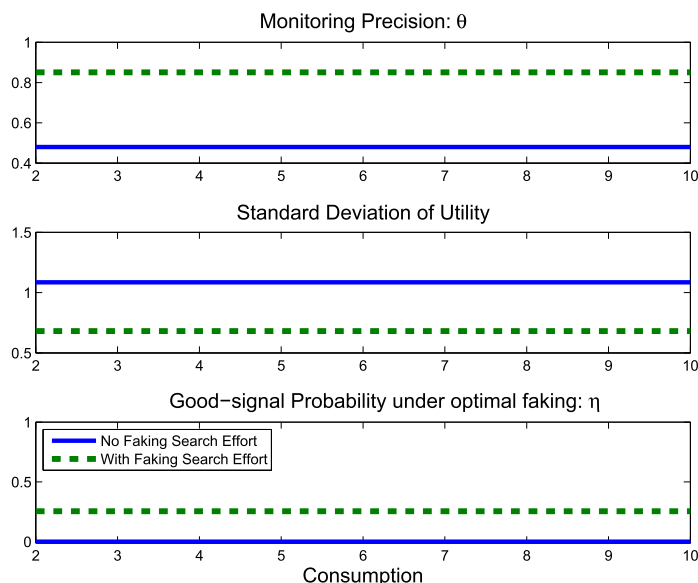 Monitoring Precision: θ
1
0.8
0.6
0.4
2 3 4 5 6 7 8 9 10
Standard Deviation of Utility
1.5
1
0.5
2 3 4 5 6 7 8 9 10
Good−signal Probability under optimal faking: η
1
No Faking Search Effort
With Faking Search Effort
0.5
0
2 3 4 5 6 7 8 9 10
Consumption